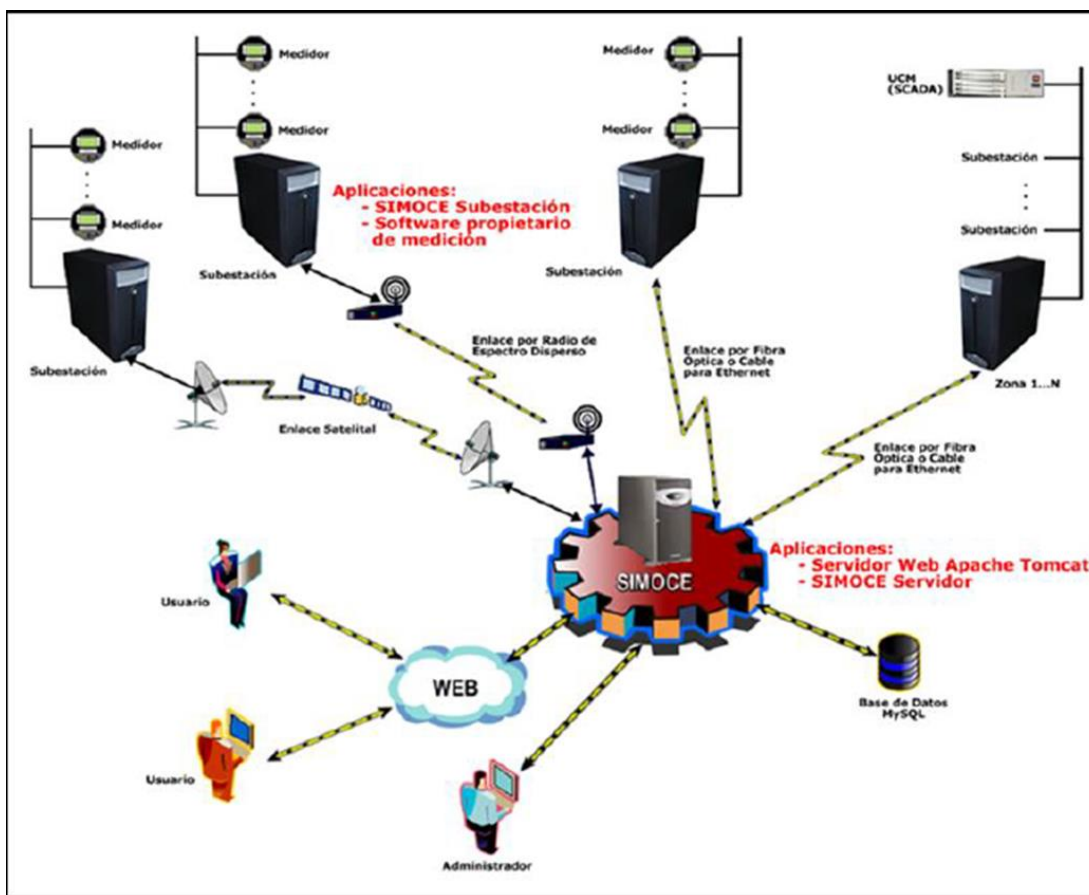 Medidor
Medidor
Subestación
Medidor
Medidor
Subestación
Aplicaciones:
- SIMOCE Subestación
- Software propietario
de medición
Medidor
Medidor
Subestación
UCM
(SCADA)
Subestación
Subestación
Zona 1...N
Enlace por Radio de
Espectro Disperso
Enlace por Fibra
Óptica o Cable
para Ethernet
Enlace Satelital
Enlace por Fibra
Óptica o Cable
para Ethernet
SIMOCE
Aplicaciones:
- Servidor Web Apache Tomcat
- SIMOCE Servidor
Usuario
WEB
Base de Datos
MySQL
Usuario
Administrador